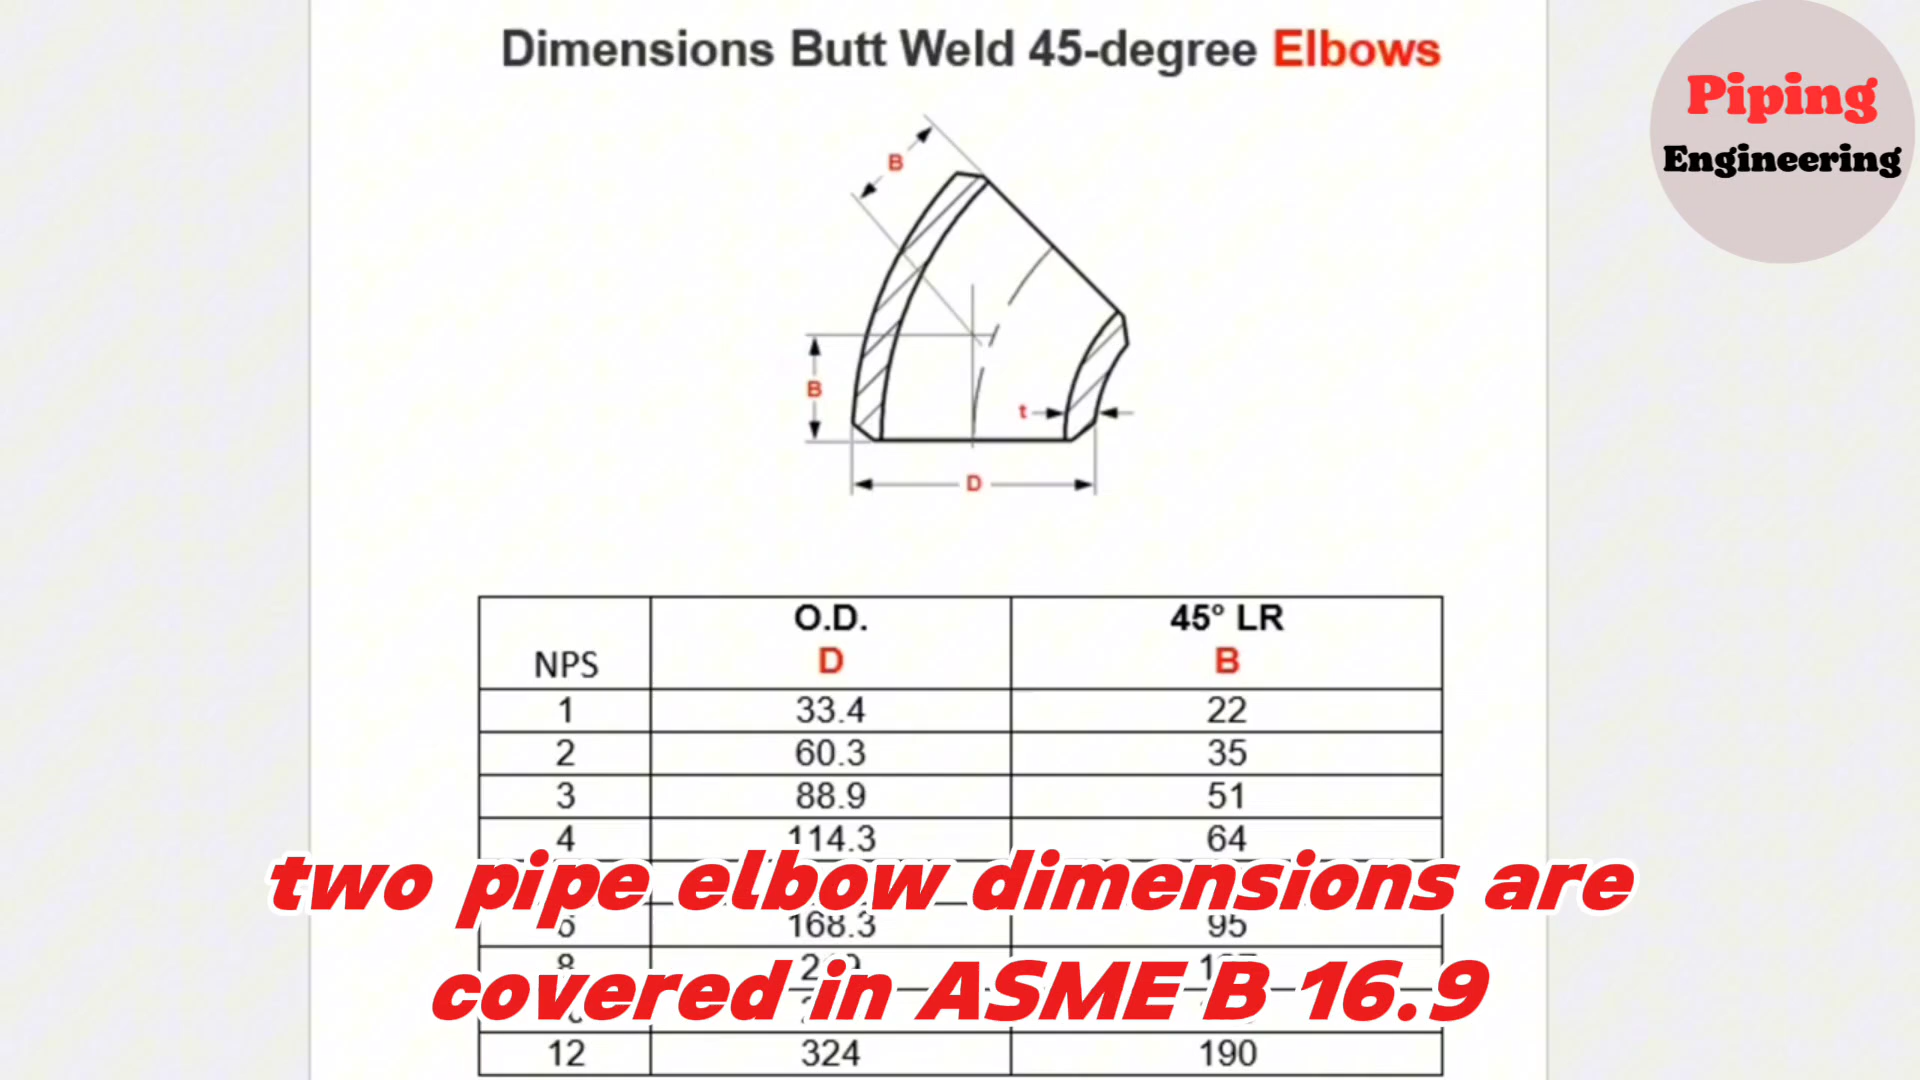 Dimensions Butt Weld 45-degree Elbows
Piping
Engineering
B
B
t
D
NPS O.D. D 45° LR B
1 33.4 22
2 60.3 35
3 88.9 51
4 114.3 64
two pipe elbow dimensions are
6 168.3 95
8
covered in ASME B 16.9
12 324 190